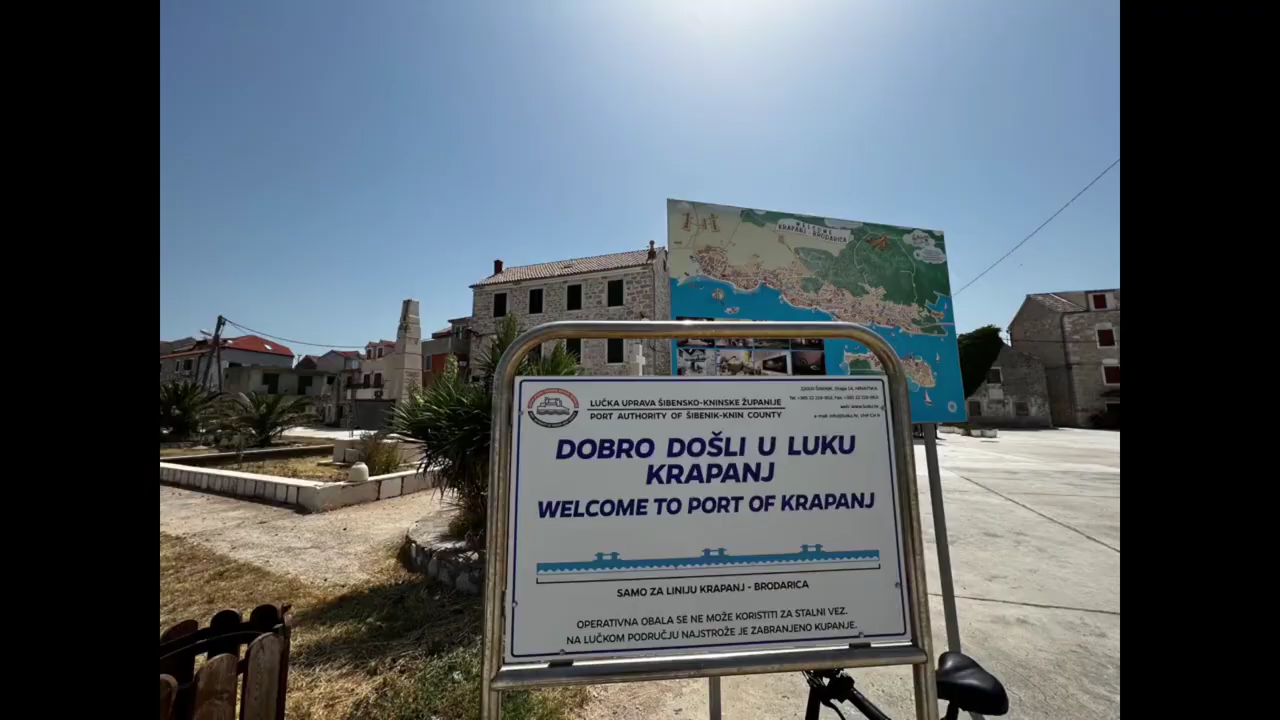 WELCOME
KRAPANJ - BRODARICA
LUČKA UPRAVA ŠIBENSKO-KNINSKE ŽUPANIJE
PORT AUTHORITY OF ŠIBENIK-KNIN COUNTY
DOBRO DOŠLI U LUKU
KRAPANJ
WELCOME TO PORT OF KRAPANJ
SAMO ZA LINIJU KRAPANJ - BRODARICA
OPERATIVNA OBALA SE NE MOŽE KORISTITI ZA STALNI VEZ.
NA LUČKOM PODRUČJU NAJSTROŽE JE ZABRANJENO KUPANJE.